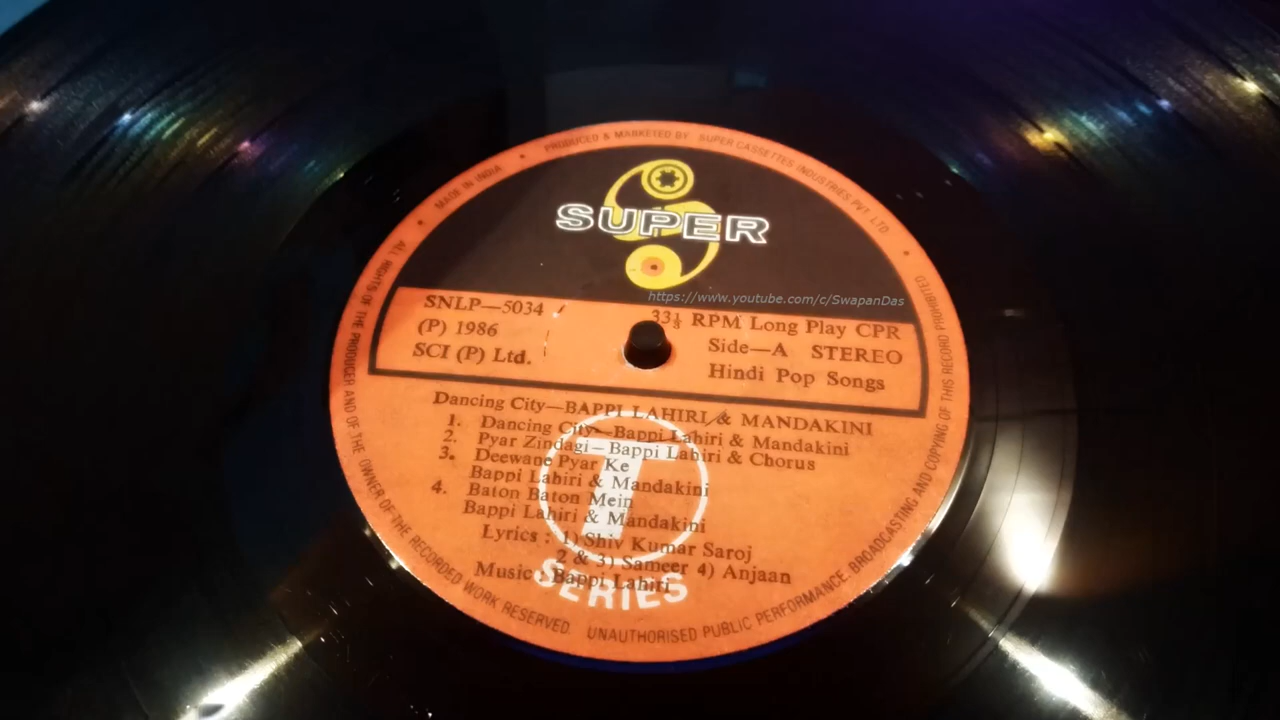 MADE IN INDIA • PRODUCED & MARKETED BY SUPER CASSETTES INDUSTRIES PVT. LTD. •
SUPER
https://www.youtube.com/c/SwapanDas
SNLP—5034
(P) 1986
SCI (P) Ltd.
33⅓ RPM Long Play CPR
Side—A STEREO
Hindi Pop Songs
Dancing City—BAPPI LAHIRI & MANDAKINI
1. Dancing City—Bappi Lahiri & Mandakini
2. Pyar Zindagi—Bappi Lahiri & Chorus
3. Deewane Pyar Ke
Bappi Lahiri & Mandakini
4. Baton Baton Mein
Bappi Lahiri & Mandakini
Lyrics : 1) Shiv Kumar Saroj
2 & 3) Sameer 4) Anjaan
Music : Bappi Lahiri
T
SERIES
ALL RIGHTS OF THE PRODUCER AND OF THE OWNER OF THE RECORDED WORK RESERVED. UNAUTHORISED PUBLIC PERFORMANCE, BROADCASTING AND COPYING OF THIS RECORD PROHIBITED